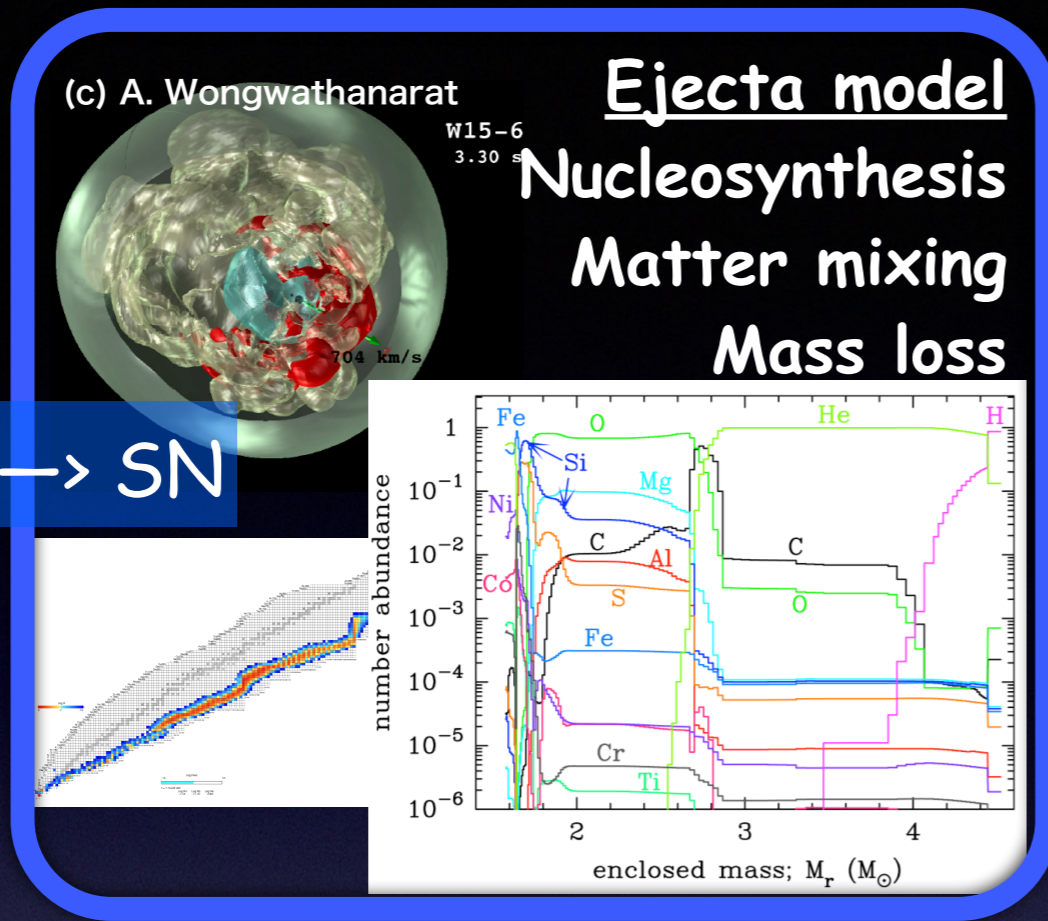 (c) A. Wongwathanarat
W15-6
3.30 s
704 km/s
Ejecta model
Nucleosynthesis
Matter mixing
Mass loss
—> SN
Fe
O
He
H
Si
Mg
Ni
C
Al
C
Co
S
O
Fe
Cr
Ti
number abundance
1
10⁻¹
10⁻²
10⁻³
10⁻⁴
10⁻⁵
10⁻⁶
2 3 4
enclosed mass; Mᵣ (M☉)